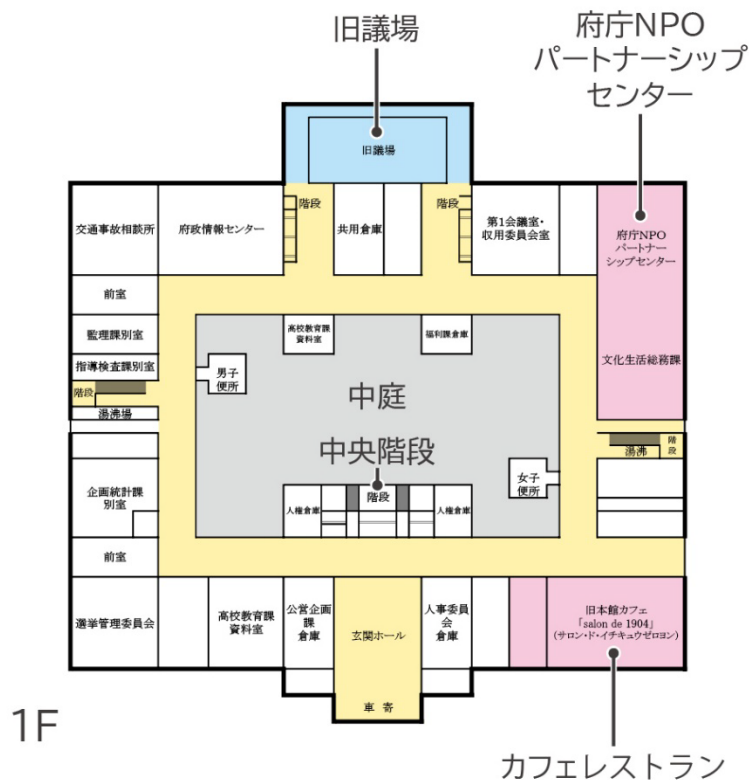 旧議場
府庁NPO
パートナーシップ
センター
旧議場
交通事故相談所
府政情報センター
階段
共用倉庫
階段
第1会議室・
収用委員会室
府庁NPO
パートナー
シップセンター
前室
監理課別室
指導検査課別室
階段
湯沸場
高校教育課
資料室
福利課倉庫
男子
便所
文化生活総務課
中庭
中央階段
湯沸
階
段
女子
便所
企画統計課
別室
人権倉庫
階段
人権倉庫
前室
選挙管理委員会
高校教育課
資料室
公営企画
課
倉庫
玄関ホール
人事委員
会
倉庫
旧本館カフェ
「salon de 1904」
(サロン・ド・イチキュウゼロヨン)
車 寄
1F
カフェレストラン